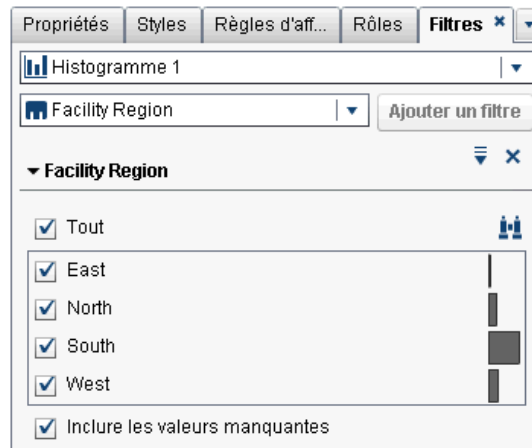 Propriétés Styles Règles d'aff... Rôles Filtres
Histogramme 1
Facility Region Ajouter un filtre
Facility Region
Tout
East
North
South
West
Inclure les valeurs manquantes